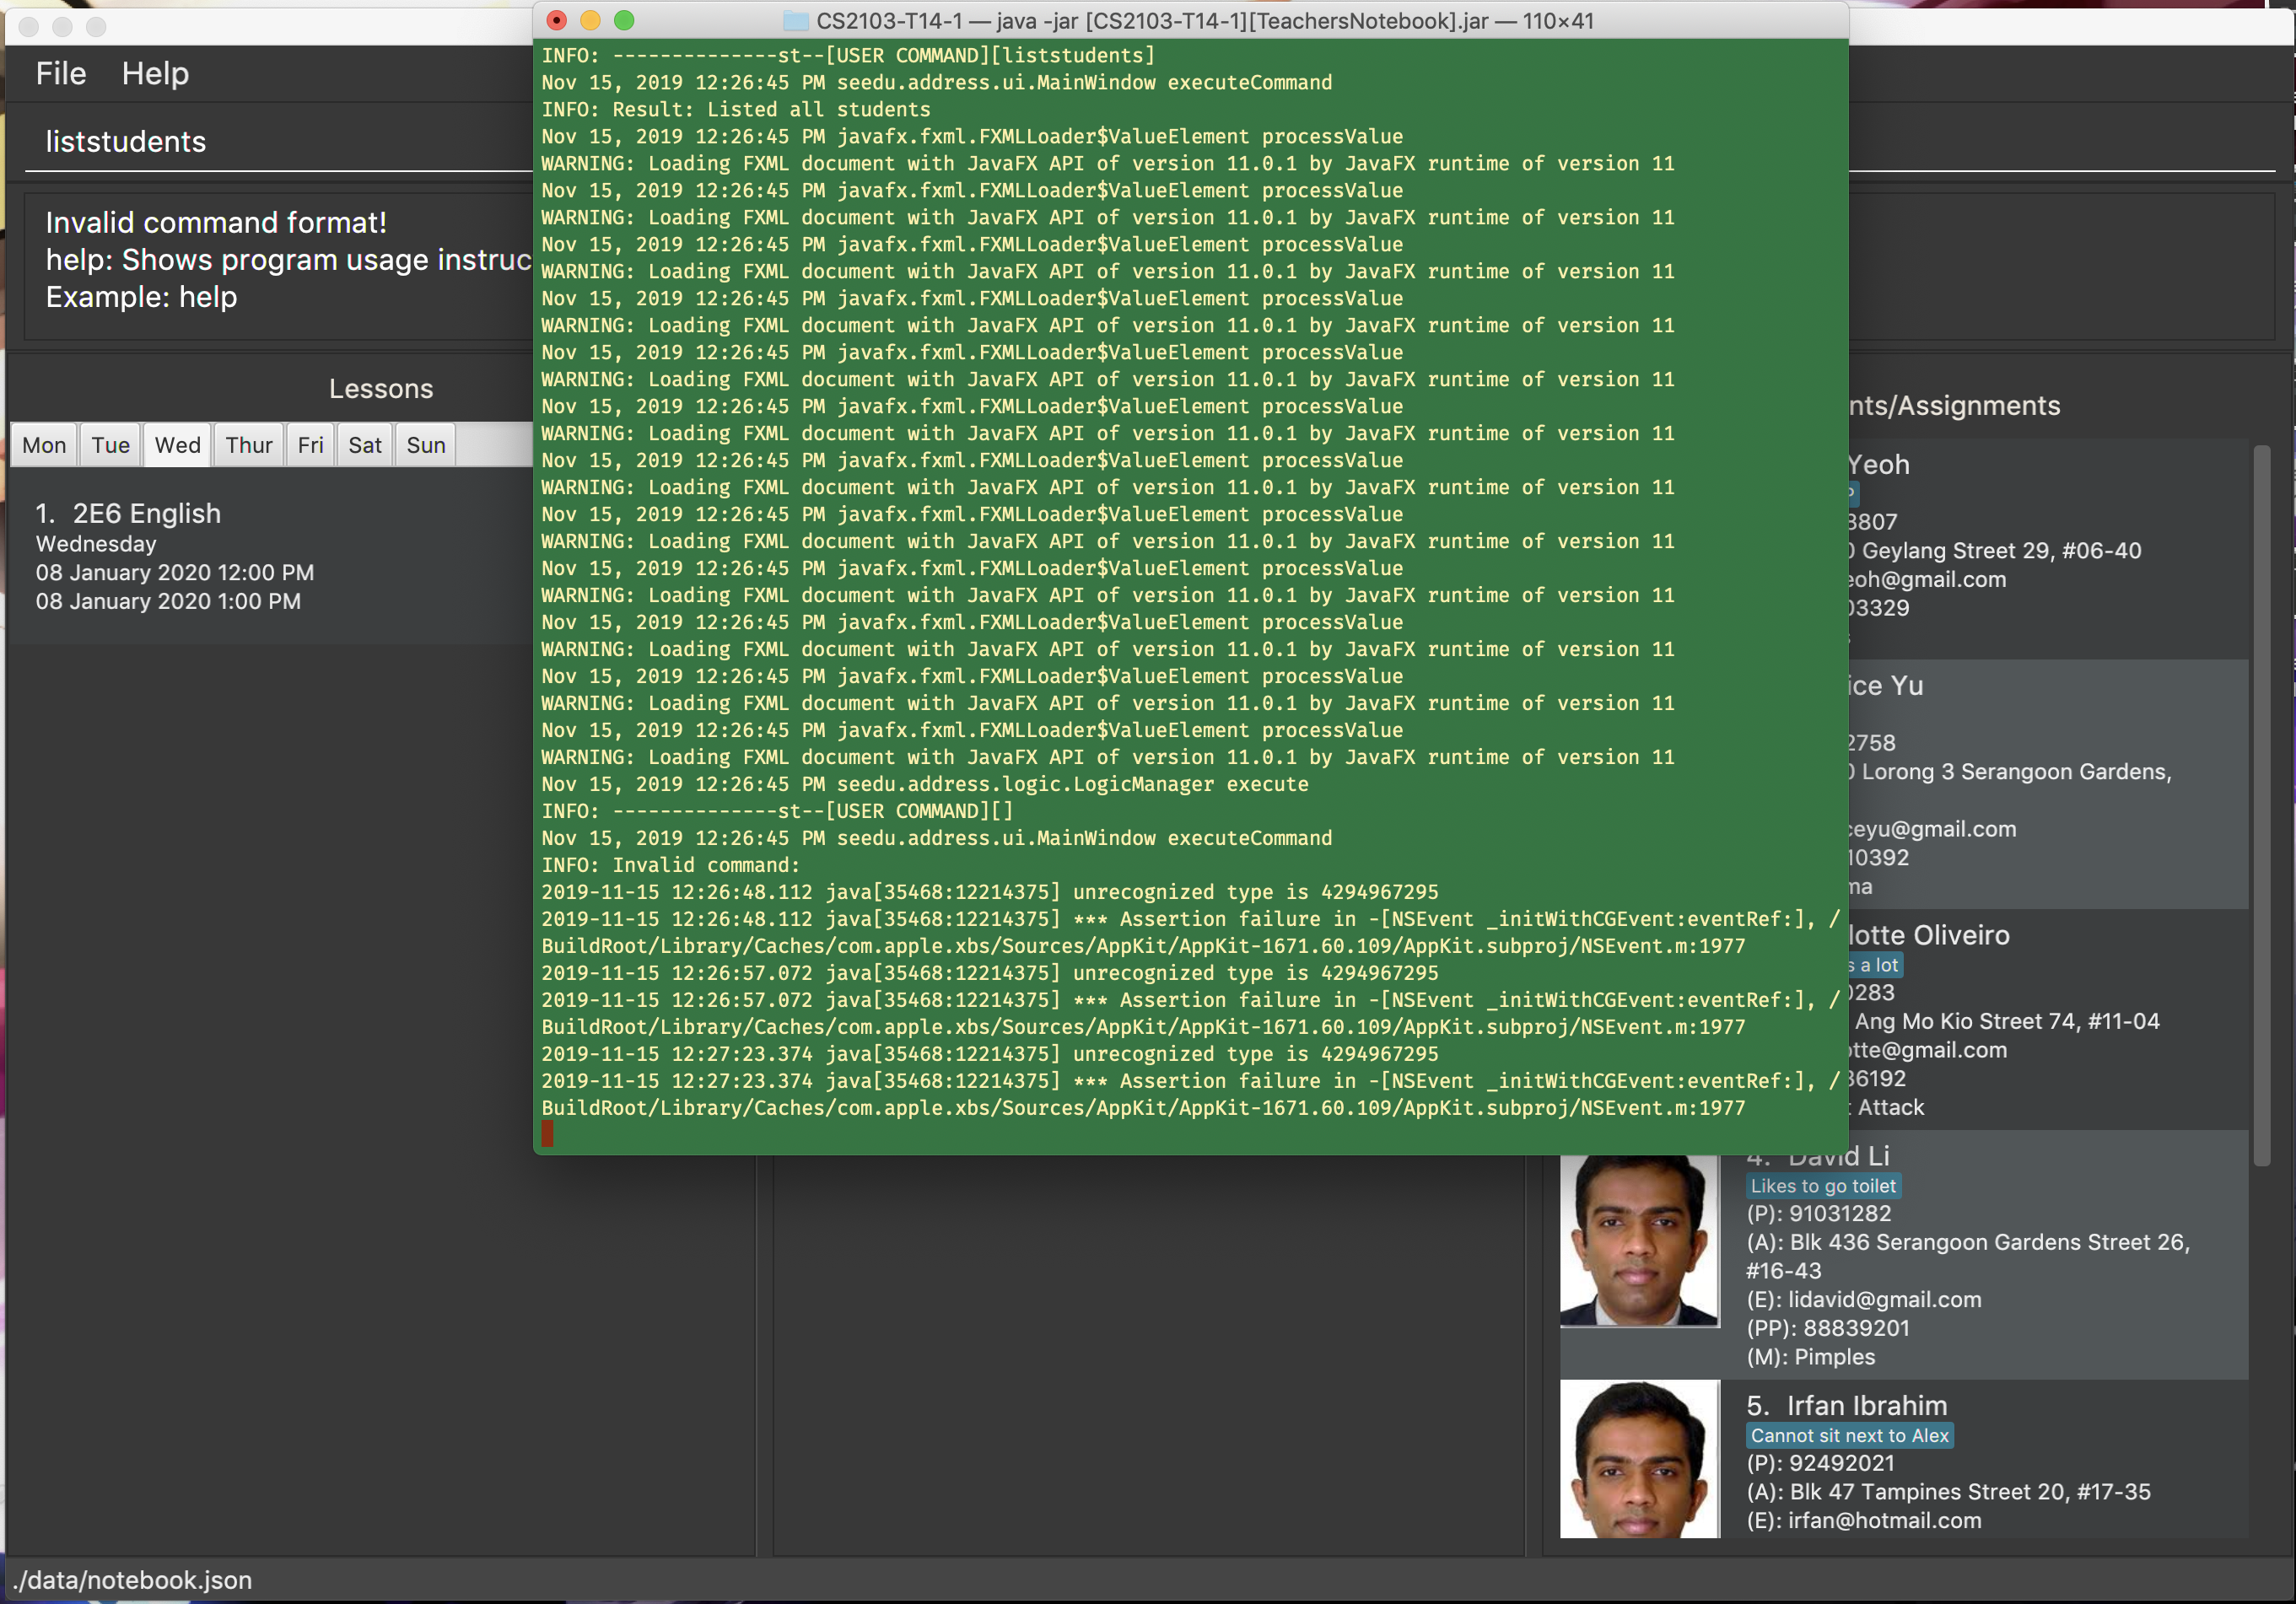 CS2103-T14-1 — java -jar [CS2103-T14-1][TeachersNotebook].jar — 110×41
File Help
liststudents
Invalid command format!
help: Shows program usage
Example: help
Lessons
Mon Tue Wed Thur Fri Sat Sun
1. 2E6 English
Wednesday
08 January 2020 12:00 PM
08 January 2020 1:00 PM
INFO: --------------st--[USER COMMAND][liststudents]
Nov 15, 2019 12:26:45 PM seedu.address.ui.MainWindow executeCommand
INFO: Result: Listed all students
Nov 15, 2019 12:26:45 PM javafx.fxml.FXMLLoader$ValueElement processValue
WARNING: Loading FXML document with JavaFX API of version 11.0.1 by JavaFX runtime of version 11
Nov 15, 2019 12:26:45 PM javafx.fxml.FXMLLoader$ValueElement processValue
WARNING: Loading FXML document with JavaFX API of version 11.0.1 by JavaFX runtime of version 11
Nov 15, 2019 12:26:45 PM javafx.fxml.FXMLLoader$ValueElement processValue
WARNING: Loading FXML document with JavaFX API of version 11.0.1 by JavaFX runtime of version 11
Nov 15, 2019 12:26:45 PM javafx.fxml.FXMLLoader$ValueElement processValue
WARNING: Loading FXML document with JavaFX API of version 11.0.1 by JavaFX runtime of version 11
Nov 15, 2019 12:26:45 PM javafx.fxml.FXMLLoader$ValueElement processValue
WARNING: Loading FXML document with JavaFX API of version 11.0.1 by JavaFX runtime of version 11
Nov 15, 2019 12:26:45 PM javafx.fxml.FXMLLoader$ValueElement processValue
WARNING: Loading FXML document with JavaFX API of version 11.0.1 by JavaFX runtime of version 11
Nov 15, 2019 12:26:45 PM javafx.fxml.FXMLLoader$ValueElement processValue
WARNING: Loading FXML document with JavaFX API of version 11.0.1 by JavaFX runtime of version 11
Nov 15, 2019 12:26:45 PM javafx.fxml.FXMLLoader$ValueElement processValue
WARNING: Loading FXML document with JavaFX API of version 11.0.1 by JavaFX runtime of version 11
Nov 15, 2019 12:26:45 PM javafx.fxml.FXMLLoader$ValueElement processValue
WARNING: Loading FXML document with JavaFX API of version 11.0.1 by JavaFX runtime of version 11
Nov 15, 2019 12:26:45 PM javafx.fxml.FXMLLoader$ValueElement processValue
WARNING: Loading FXML document with JavaFX API of version 11.0.1 by JavaFX runtime of version 11
Nov 15, 2019 12:26:45 PM javafx.fxml.FXMLLoader$ValueElement processValue
WARNING: Loading FXML document with JavaFX API of version 11.0.1 by JavaFX runtime of version 11
Nov 15, 2019 12:26:45 PM javafx.fxml.FXMLLoader$ValueElement processValue
WARNING: Loading FXML document with JavaFX API of version 11.0.1 by JavaFX runtime of version 11
Nov 15, 2019 12:26:45 PM seedu.address.logic.LogicManager execute
INFO: --------------st--[USER COMMAND][]
Nov 15, 2019 12:26:45 PM seedu.address.ui.MainWindow executeCommand
INFO: Invalid command:
2019-11-15 12:26:48.112 java[35468:12214375] unrecognized type is 4294967295
2019-11-15 12:26:48.112 java[35468:12214375] *** Assertion failure in -[NSEvent _initWithCGEvent:eventRef:], /
BuildRoot/Library/Caches/com.apple.xbs/Sources/AppKit/AppKit-1671.60.109/AppKit.subproj/NSEvent.m:1977
2019-11-15 12:26:57.072 java[35468:12214375] unrecognized type is 4294967295
2019-11-15 12:26:57.072 java[35468:12214375] *** Assertion failure in -[NSEvent _initWithCGEvent:eventRef:], /
BuildRoot/Library/Caches/com.apple.xbs/Sources/AppKit/AppKit-1671.60.109/AppKit.subproj/NSEvent.m:1977
2019-11-15 12:27:23.374 java[35468:12214375] unrecognized type is 4294967295
2019-11-15 12:27:23.374 java[35468:12214375] *** Assertion failure in -[NSEvent _initWithCGEvent:eventRef:], /
BuildRoot/Library/Caches/com.apple.xbs/Sources/AppKit/AppKit-1671.60.109/AppKit.subproj/NSEvent.m:1977
nts/Assignments
Yeoh
8807
Geylang Street 29, #06-40
eoh@gmail.com
03329
ice Yu
2758
Lorong 3 Serangoon Gardens,
ceyu@gmail.com
10392
ma
lotte Oliveiro
s a lot
0283
Ang Mo Kio Street 74, #11-04
otte@gmail.com
36192
Attack
4. David Li
Likes to go toilet
(P): 91031282
(A): Blk 436 Serangoon Gardens Street 26,
#16-43
(E): lidavid@gmail.com
(PP): 88839201
(M): Pimples
5. Irfan Ibrahim
Cannot sit next to Alex
(P): 92492021
(A): Blk 47 Tampines Street 20, #17-35
(E): irfan@hotmail.com
./data/notebook.json